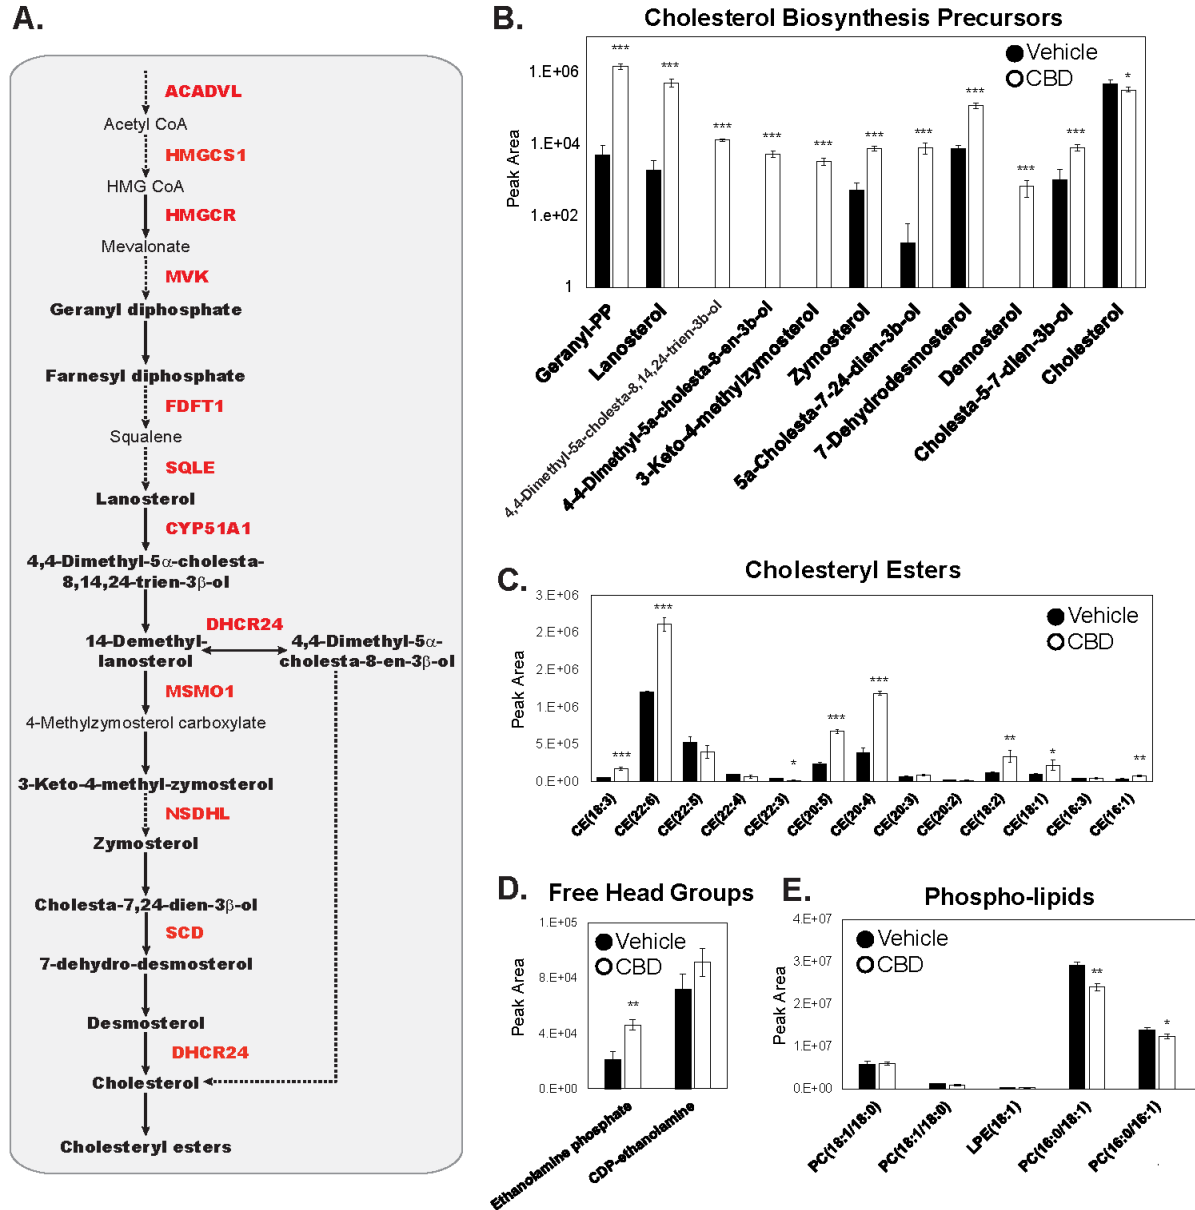 A.
ACADVL
Acetyl CoA
HMGCS1
HMG CoA
HMGCR
Mevalonate
MVK
Geranyl diphosphate
Farnesyl diphosphate
FDFT1
Squalene
SQLE
Lanosterol
CYP51A1
4,4-Dimethyl-5α-cholesta-
8,14,24-trien-3β-ol
DHCR24
14-Demethyl-
lanosterol
4,4-Dimethyl-5α-
cholesta-8-en-3β-ol
MSMO1
4-Methylzymosterol carboxylate
3-Keto-4-methyl-zymosterol
NSDHL
Zymosterol
Cholesta-7,24-dien-3β-ol
SCD
7-dehydro-desmosterol
Desmosterol
DHCR24
Cholesterol
Cholesteryl esters
B.
Cholesterol Biosynthesis Precursors
Vehicle
CBD
Peak Area
1.E+06
1.E+04
1.E+02
1
*** *** *** *** *** *** *** *** *** *** *
Geranyl-PP
Lanosterol
4,4-Dimethyl-5a-cholesta-8,14,24-trien-3b-ol
4-4-Dimethyl-5a-cholesta-8-en-3b-ol
3-Keto-4-methylzymosterol
Zymosterol
5a-Cholesta-7-24-dien-3b-ol
7-Dehydrodesmosterol
Demosterol
Cholesta-5-7-dien-3b-ol
Cholesterol
C.
Cholesteryl Esters
Vehicle
CBD
Peak Area
3.E+06
2.E+06
2.E+06
1.E+06
5.E+05
0.E+00
*** *** * *** *** ** * **
CE(18:3)
CE(22:6)
CE(22:5)
CE(22:4)
CE(22:3)
CE(20:5)
CE(20:4)
CE(20:3)
CE(20:2)
CE(18:2)
CE(18:1)
CE(16:3)
CE(16:1)
D.
Free Head Groups
Vehicle
CBD
Peak Area
1.E+05
8.E+04
4.E+04
0.E+00
**
Ethanolamine phosphate
CDP-ethanolamine
E.
Phospho-lipids
Vehicle
CBD
Peak Area
4.E+07
3.E+07
2.E+07
1.E+07
0.E+00
** *
PC(18:1/18:0)
PC(18:1/18:0)
LPE(16:1)
PC(16:0/18:1)
PC(16:0/16:1)